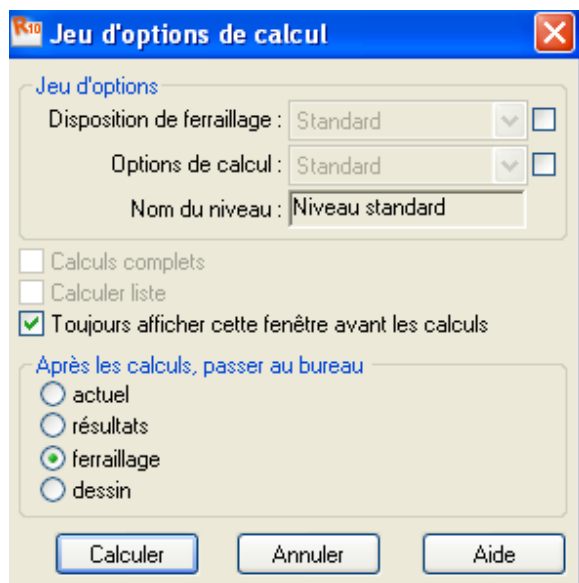 R10 Jeu d'options de calcul
Jeu d'options
Disposition de ferraillage : Standard
Options de calcul : Standard
Nom du niveau : Niveau standard
Calculs complets
Calculer liste
Toujours afficher cette fenêtre avant les calculs
Après les calculs, passer au bureau
actuel
résultats
ferraillage
dessin
Calculer Annuler Aide